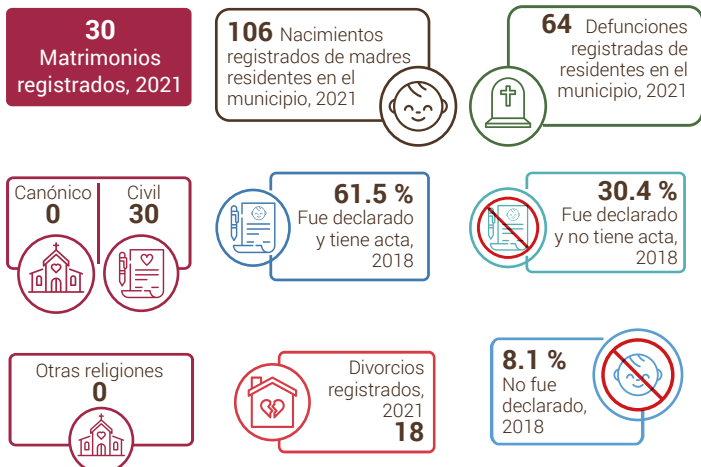 30
Matrimonios
registrados, 2021
106 Nacimientos
registrados de madres
residentes en el
municipio, 2021
64 Defunciones
registradas de
residentes en el
municipio, 2021
Canónico
0
Civil
30
61.5 %
Fue declarado
y tiene acta,
2018
30.4 %
Fue declarado
y no tiene acta,
2018
Otras religiones
0
Divorcios
registrados,
2021
18
8.1 %
No fue
declarado,
2018